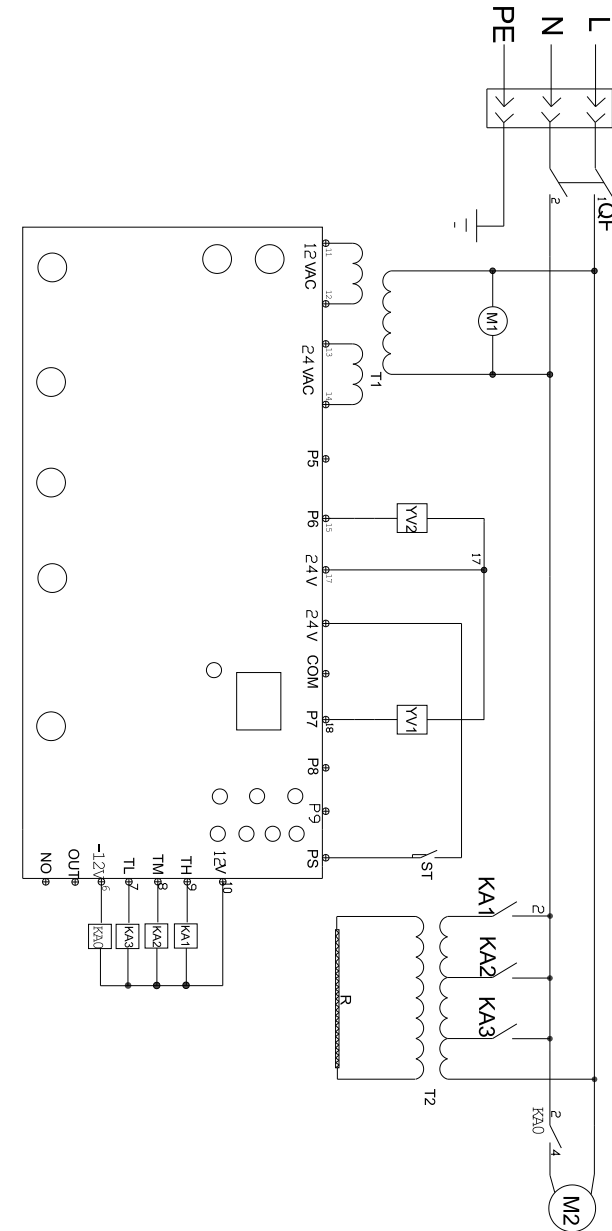 PE
N
L
1
2
QF
11
12 VAC
12
13
24 VAC
14
T1
M1
P5
P6
15
YV2
24V
17
17
24V
COM
P7
18
YV1
P8
P9
PS
ST
12V
10
TH
9
KA1
TM
8
KA2
TL
7
KA3
-12V
6
KA0
OUT
NO
KA1
2
KA2
KA3
R
T2
2
KA0
4
M2